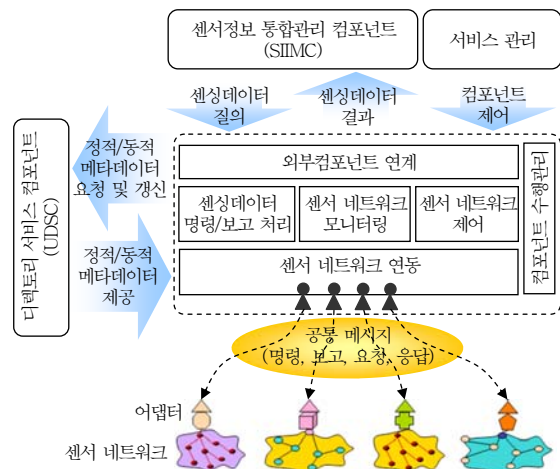 센서정보 통합관리 컴포넌트
(SIIMC)
서비스 관리
센싱데이터
질의
센싱데이터
결과
컴포넌트
제어
디렉토리 서비스 컴포넌트
(UDSC)
정적/동적
메타데이터
요청 및 갱신
정적/동적
메타데이터
제공
외부컴포넌트 연계
센싱데이터
명령/보고 처리
센서 네트워크
모니터링
센서 네트워크
제어
센서 네트워크 연동
컴포넌트 수행관리
공통 메시지
(명령, 보고, 요청, 응답)
어댑터
센서 네트워크